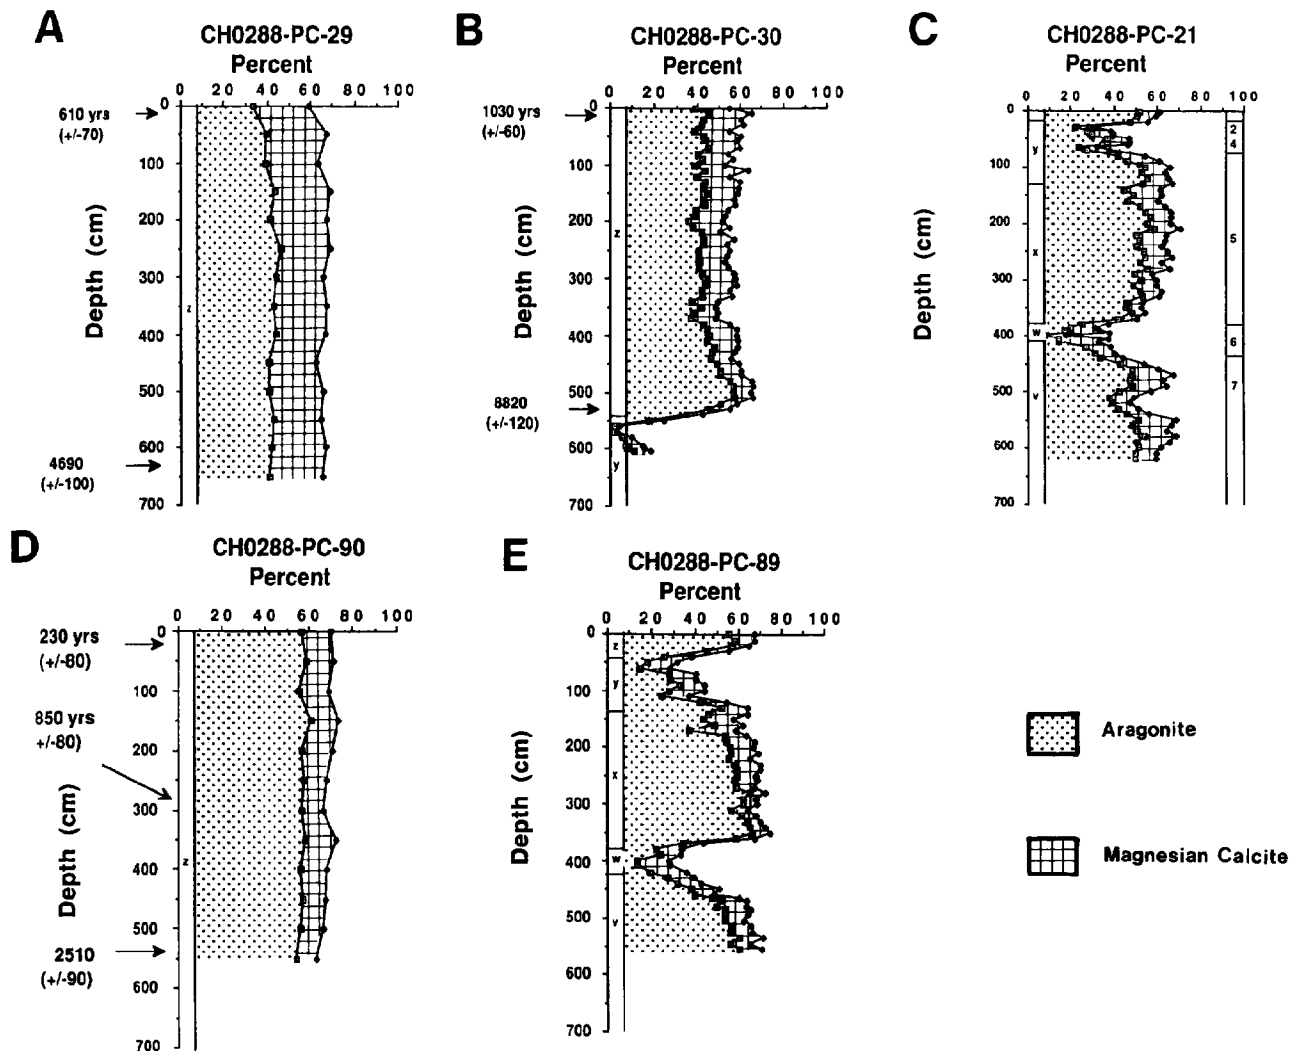 A
CH0288-PC-29
Percent
0 20 40 60 80 100
0
100
200
300
400
500
600
700
Depth (cm)
610 yrs
(+/-70)
4690
(+/-100)
z
B
CH0288-PC-30
Percent
0 20 40 60 80 100
0
100
200
300
400
500
600
700
Depth (cm)
1030 yrs
(+/-60)
8820
(+/-120)
z
y
C
CH0288-PC-21
Percent
0 20 40 60 80 100
0
100
200
300
400
500
600
700
Depth (cm)
y
x
w
v
2
4
5
6
7
D
CH0288-PC-90
Percent
0 20 40 60 80 100
0
100
200
300
400
500
600
700
Depth (cm)
230 yrs
(+/-80)
850 yrs
+/-80)
2510
(+/-90)
z
E
CH0288-PC-89
Percent
0 20 40 60 80 100
0
100
200
300
400
500
600
700
Depth (cm)
z
y
x
w
v
Aragonite
Magnesian Calcite